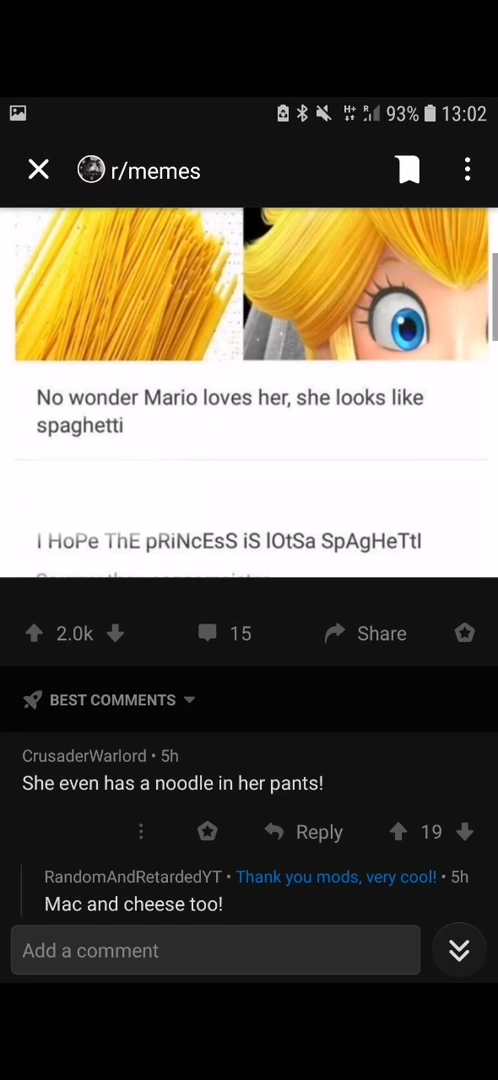 H+ R 93% 13:02
r/memes
No wonder Mario loves her, she looks like
spaghetti
I HoPe ThE pRiNcEsS iS lOtSa SpAgHeTtI
2.0k 15 Share
BEST COMMENTS
CrusaderWarlord • 5h
She even has a noodle in her pants!
Reply 19
RandomAndRetardedYT • Thank you mods, very cool! • 5h
Mac and cheese too!
Add a comment